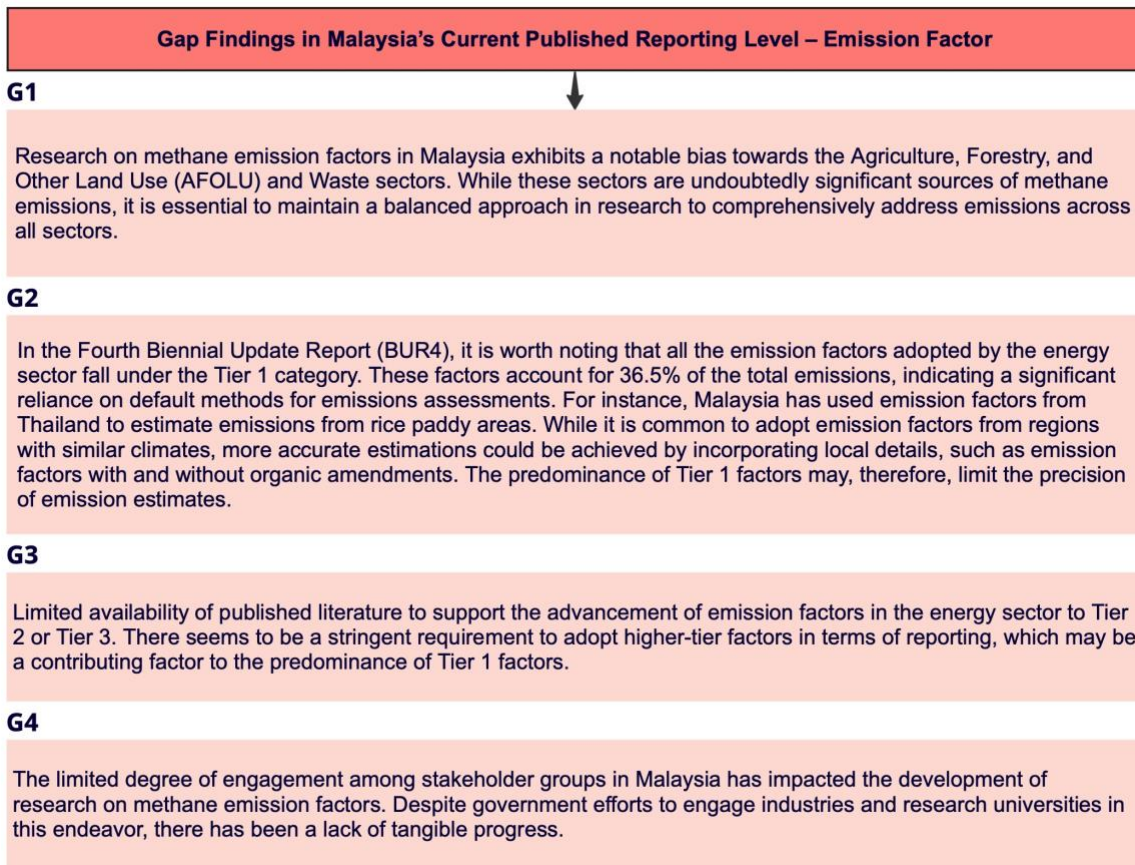 Gap Findings in Malaysia’s Current Published Reporting Level – Emission Factor
G1
Research on methane emission factors in Malaysia exhibits a notable bias towards the Agriculture, Forestry, and
Other Land Use (AFOLU) and Waste sectors. While these sectors are undoubtedly significant sources of methane
emissions, it is essential to maintain a balanced approach in research to comprehensively address emissions across
all sectors.
G2
In the Fourth Biennial Update Report (BUR4), it is worth noting that all the emission factors adopted by the energy
sector fall under the Tier 1 category. These factors account for 36.5% of the total emissions, indicating a significant
reliance on default methods for emissions assessments. For instance, Malaysia has used emission factors from
Thailand to estimate emissions from rice paddy areas. While it is common to adopt emission factors from regions
with similar climates, more accurate estimations could be achieved by incorporating local details, such as emission
factors with and without organic amendments. The predominance of Tier 1 factors may, therefore, limit the precision
of emission estimates.
G3
Limited availability of published literature to support the advancement of emission factors in the energy sector to Tier
2 or Tier 3. There seems to be a stringent requirement to adopt higher-tier factors in terms of reporting, which may be
a contributing factor to the predominance of Tier 1 factors.
G4
The limited degree of engagement among stakeholder groups in Malaysia has impacted the development of
research on methane emission factors. Despite government efforts to engage industries and research universities in
this endeavor, there has been a lack of tangible progress.